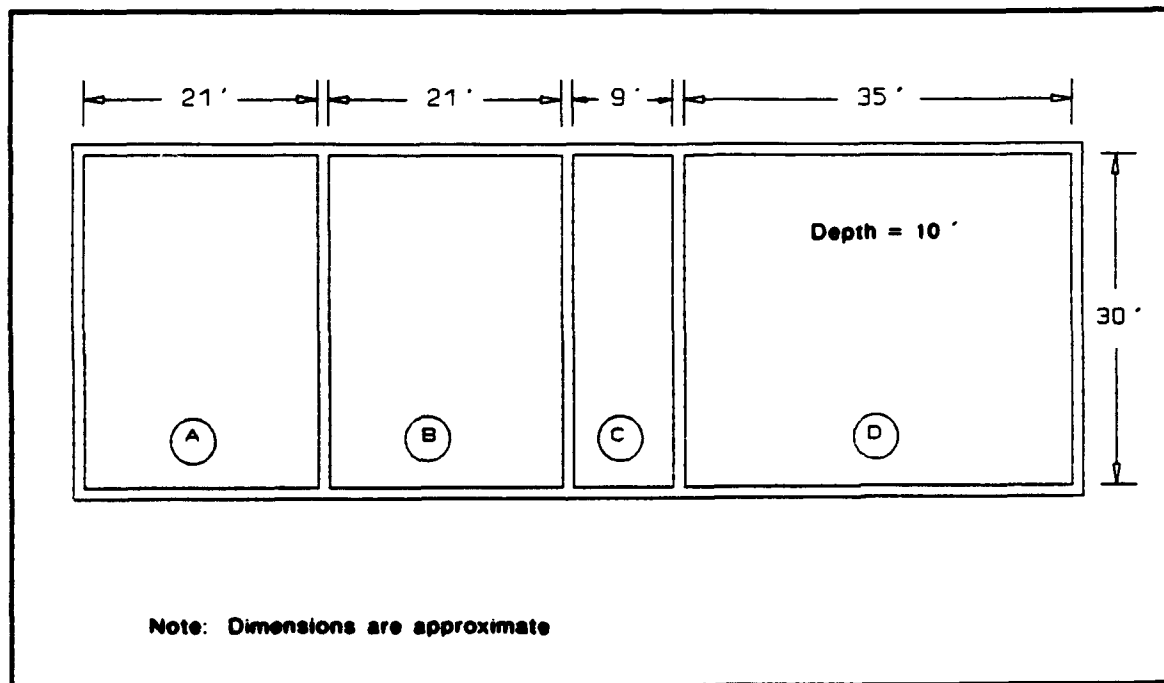 21' 21' 9' 35'
Depth = 10'
30'
A B C D
Note: Dimensions are approximate